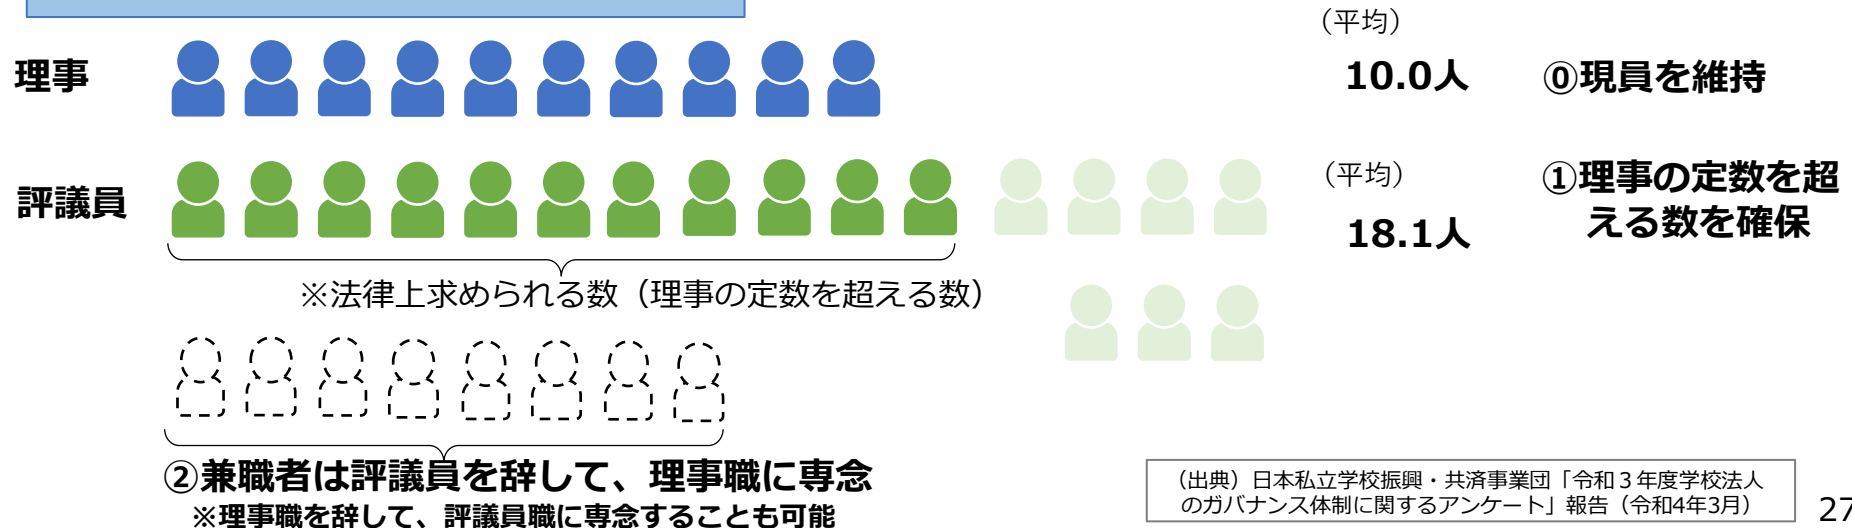 （平均）
理事
10.0人
⓪現員を維持
（平均）
評議員
18.1人
①理事の定数を超
える数を確保
※法律上求められる数（理事の定数を超える数）
②兼職者は評議員を辞して、理事職に専念
※理事職を辞して、評議員職に専念することも可能
（出典）日本私立学校振興・共済事業団「令和３年度学校法人
のガバナンス体制に関するアンケート」報告（令和4年3月）
27